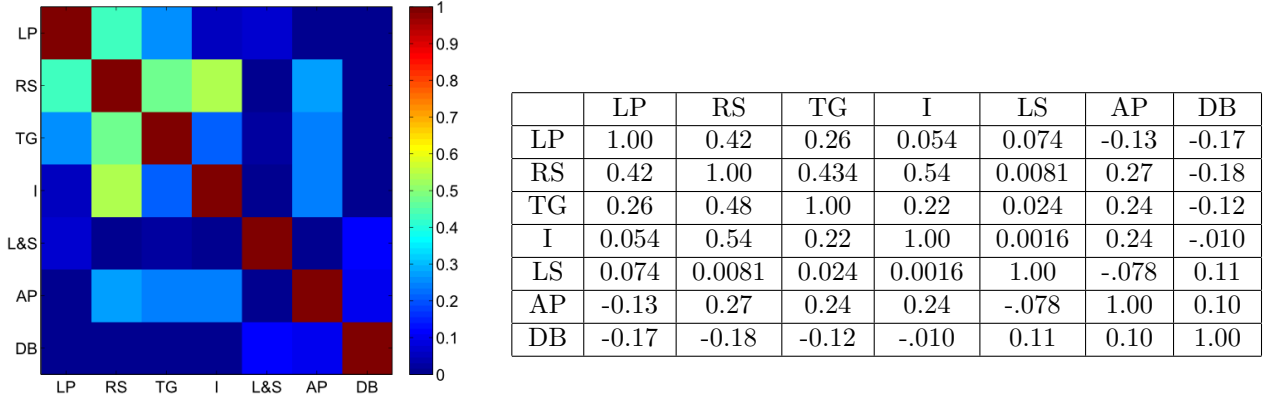 LP
RS
TG
I
L&S
AP
DB
LP RS TG I L&S AP DB
1
0.9
0.8
0.7
0.6
0.5
0.4
0.3
0.2
0.1
0
LP RS TG I LS AP DB
LP 1.00 0.42 0.26 0.054 0.074 -0.13 -0.17
RS 0.42 1.00 0.434 0.54 0.0081 0.27 -0.18
TG 0.26 0.48 1.00 0.22 0.024 0.24 -0.12
I 0.054 0.54 0.22 1.00 0.0016 0.24 -.010
LS 0.074 0.0081 0.024 0.0016 1.00 -.078 0.11
AP -0.13 0.27 0.24 0.24 -.078 1.00 0.10
DB -0.17 -0.18 -0.12 -.010 0.11 0.10 1.00